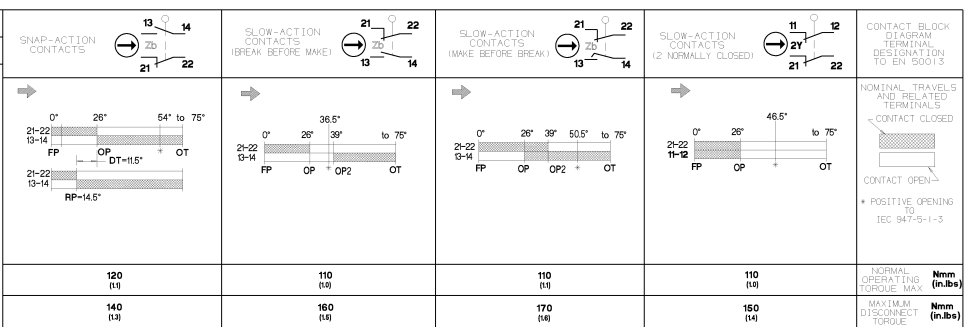 SNAP-ACTION
CONTACTS
13
14
Zb
21
22
SLOW-ACTION
CONTACTS
(BREAK BEFORE MAKE)
21
22
Zb
13
14
SLOW-ACTION
CONTACTS
(MAKE BEFORE BREAK)
21
22
Zb
13
14
SLOW-ACTION
CONTACTS
(2 NORMALLY CLOSED)
11
12
2Y
21
22
CONTACT BLOCK
DIAGRAM
TERMINAL
DESIGNATION
TO EN 50013
0° 26° 54° to 75°
21-22
13-14
FP OP * OT
DT=11.5°
21-22
13-14
RP=14.5°
36.5°
0° 26° 39° to 75°
21-22
13-14
FP OP * OP2 OT
0° 26° 39° 50.5° to 75°
21-22
13-14
FP OP OP2 * OT
46.5°
0° 26° to 75°
21-22
11-12
FP OP * OT
NOMINAL TRAVELS
AND RELATED
TERMINALS
CONTACT CLOSED
CONTACT OPEN
* POSITIVE OPENING
TO
IEC 947-5-1-3
120
(1.1)
110
(1.0)
110
(1.1)
110
(1.0)
NORMAL
OPERATING
TORQUE MAX
Nmm
(in.lbs)
140
(1.3)
160
(1.5)
170
(1.6)
150
(1.4)
MAXIMUM
DISCONNECT
TORQUE
Nmm
(in.lbs)